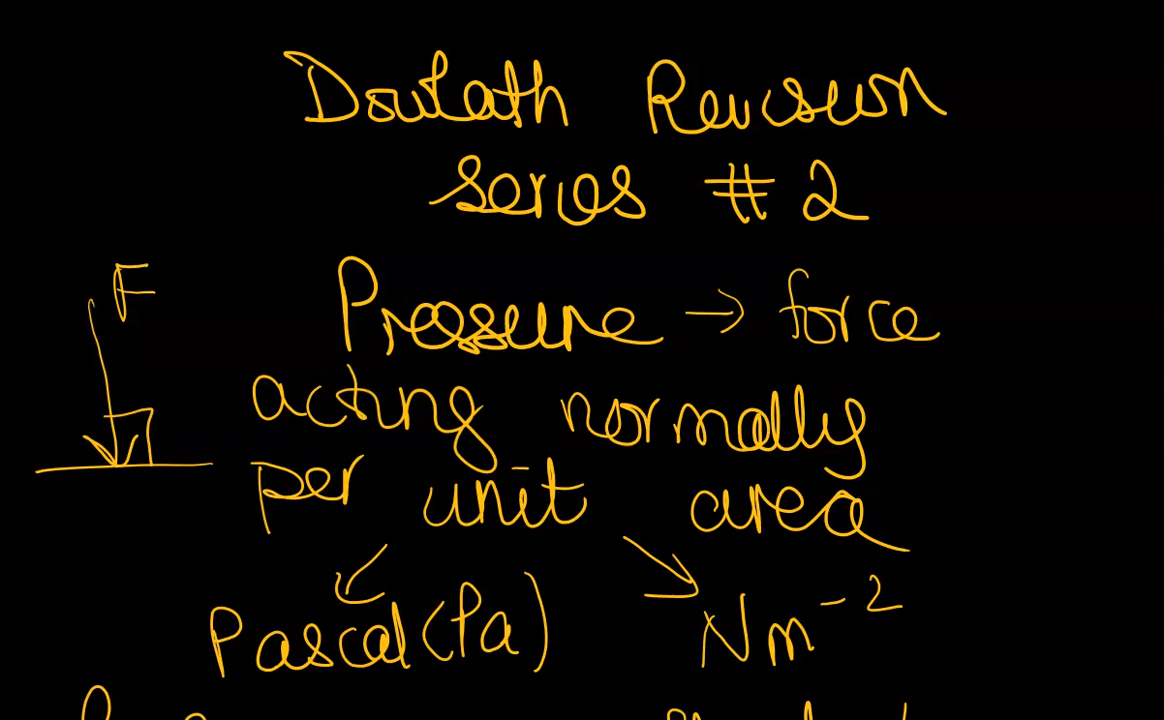 Doulath Revision
series # 2
F
Pressure → force
acting normally
per unit area
Pascal (Pa) Nm⁻²